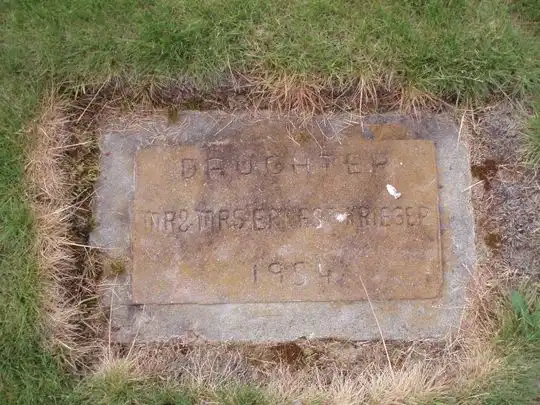 DAUGHTER
MR & MRS ERNEST KRIEGER
1954